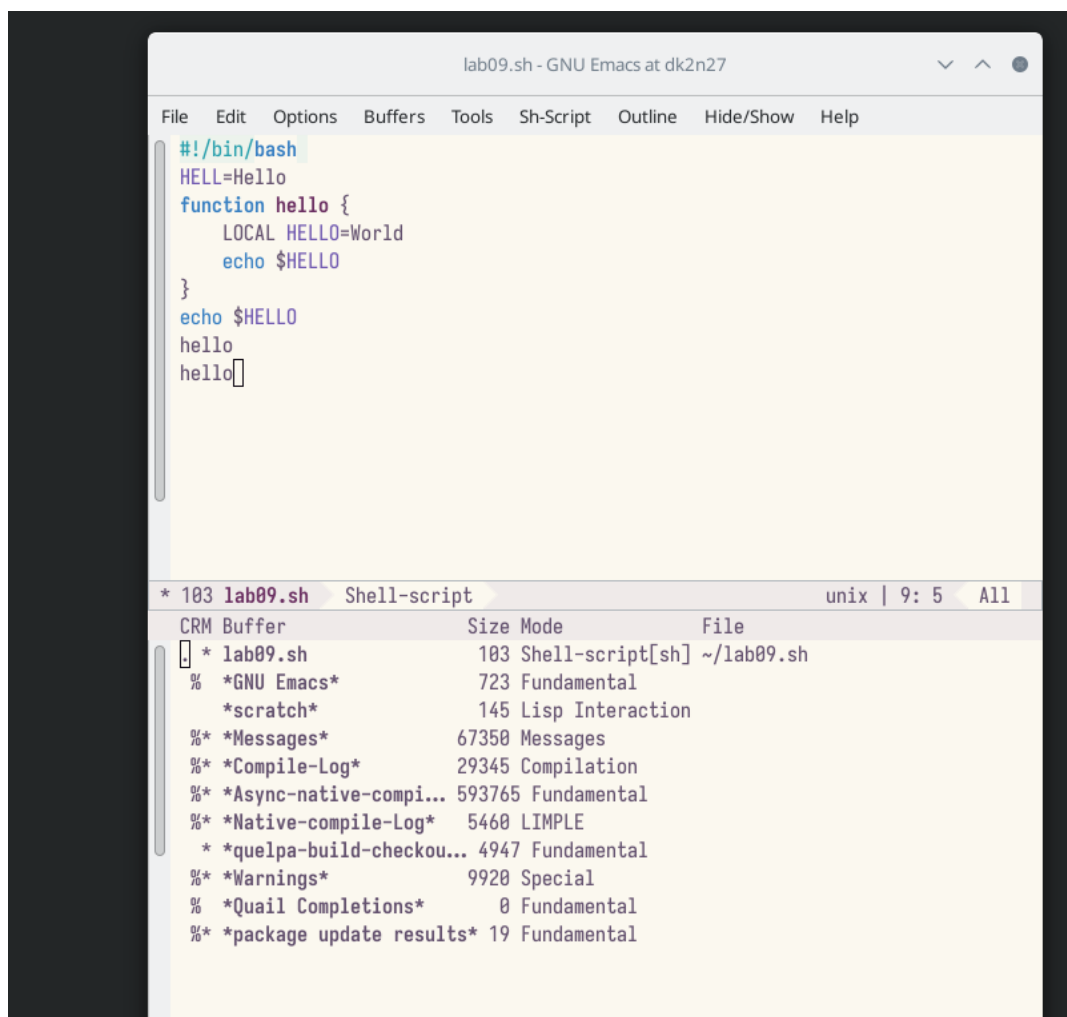 lab09.sh - GNU Emacs at dk2n27
File Edit Options Buffers Tools Sh-Script Outline Hide/Show Help
#!/bin/bash
HELL=Hello
function hello {
    LOCAL HELLO=World
    echo $HELLO
}
echo $HELLO
hello
hello
* 103 lab09.sh Shell-script unix | 9: 5 All
CRM Buffer Size Mode File
. * lab09.sh 103 Shell-script[sh] ~/lab09.sh
% *GNU Emacs* 723 Fundamental
*scratch* 145 Lisp Interaction
%* *Messages* 67350 Messages
%* *Compile-Log* 29345 Compilation
%* *Async-native-compi... 593765 Fundamental
%* *Native-compile-Log* 5460 LIMPLE
* *quelpa-build-checkou... 4947 Fundamental
%* *Warnings* 9920 Special
% *Quail Completions* 0 Fundamental
%* *package update results* 19 Fundamental